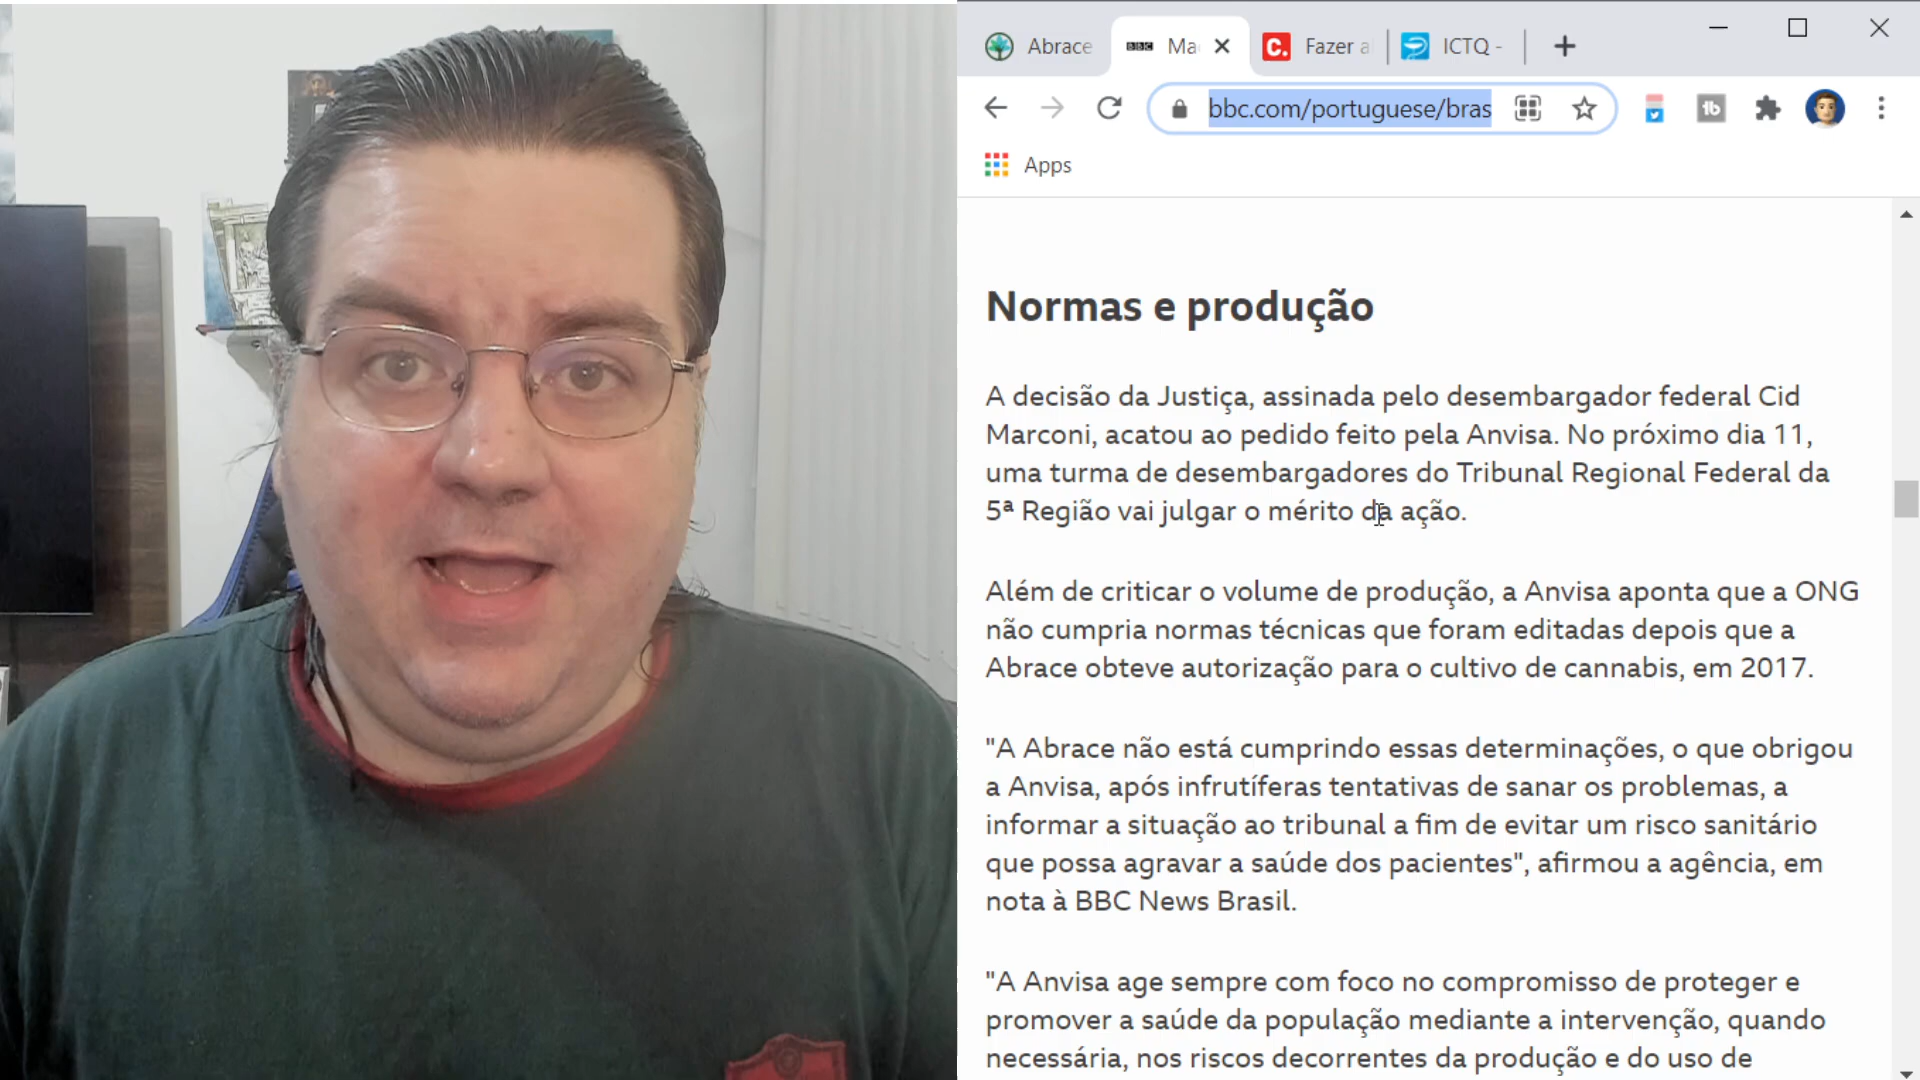 Abrace
BBC
Ma
Fazer a
ICTQ -
bbc.com/portuguese/bras
Apps
Normas e produção
A decisão da Justiça, assinada pelo desembargador federal Cid
Marconi, acatou ao pedido feito pela Anvisa. No próximo dia 11,
uma turma de desembargadores do Tribunal Regional Federal da
5ª Região vai julgar o mérito da ação.
Além de criticar o volume de produção, a Anvisa aponta que a ONG
não cumpria normas técnicas que foram editadas depois que a
Abrace obteve autorização para o cultivo de cannabis, em 2017.
"A Abrace não está cumprindo essas determinações, o que obrigou
a Anvisa, após infrutíferas tentativas de sanar os problemas, a
informar a situação ao tribunal a fim de evitar um risco sanitário
que possa agravar a saúde dos pacientes", afirmou a agência, em
nota à BBC News Brasil.
"A Anvisa age sempre com foco no compromisso de proteger e
promover a saúde da população mediante a intervenção, quando
necessária, nos riscos decorrentes da produção e do uso de